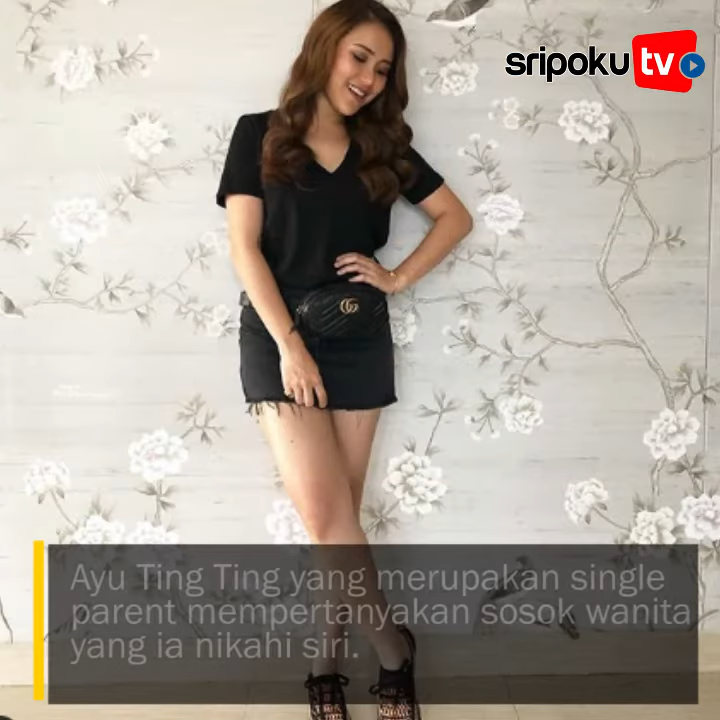 sripoku tv
Ayu Ting Ting yang merupakan single
parent mempertanyakan sosok wanita
yang ia nikahi siri.